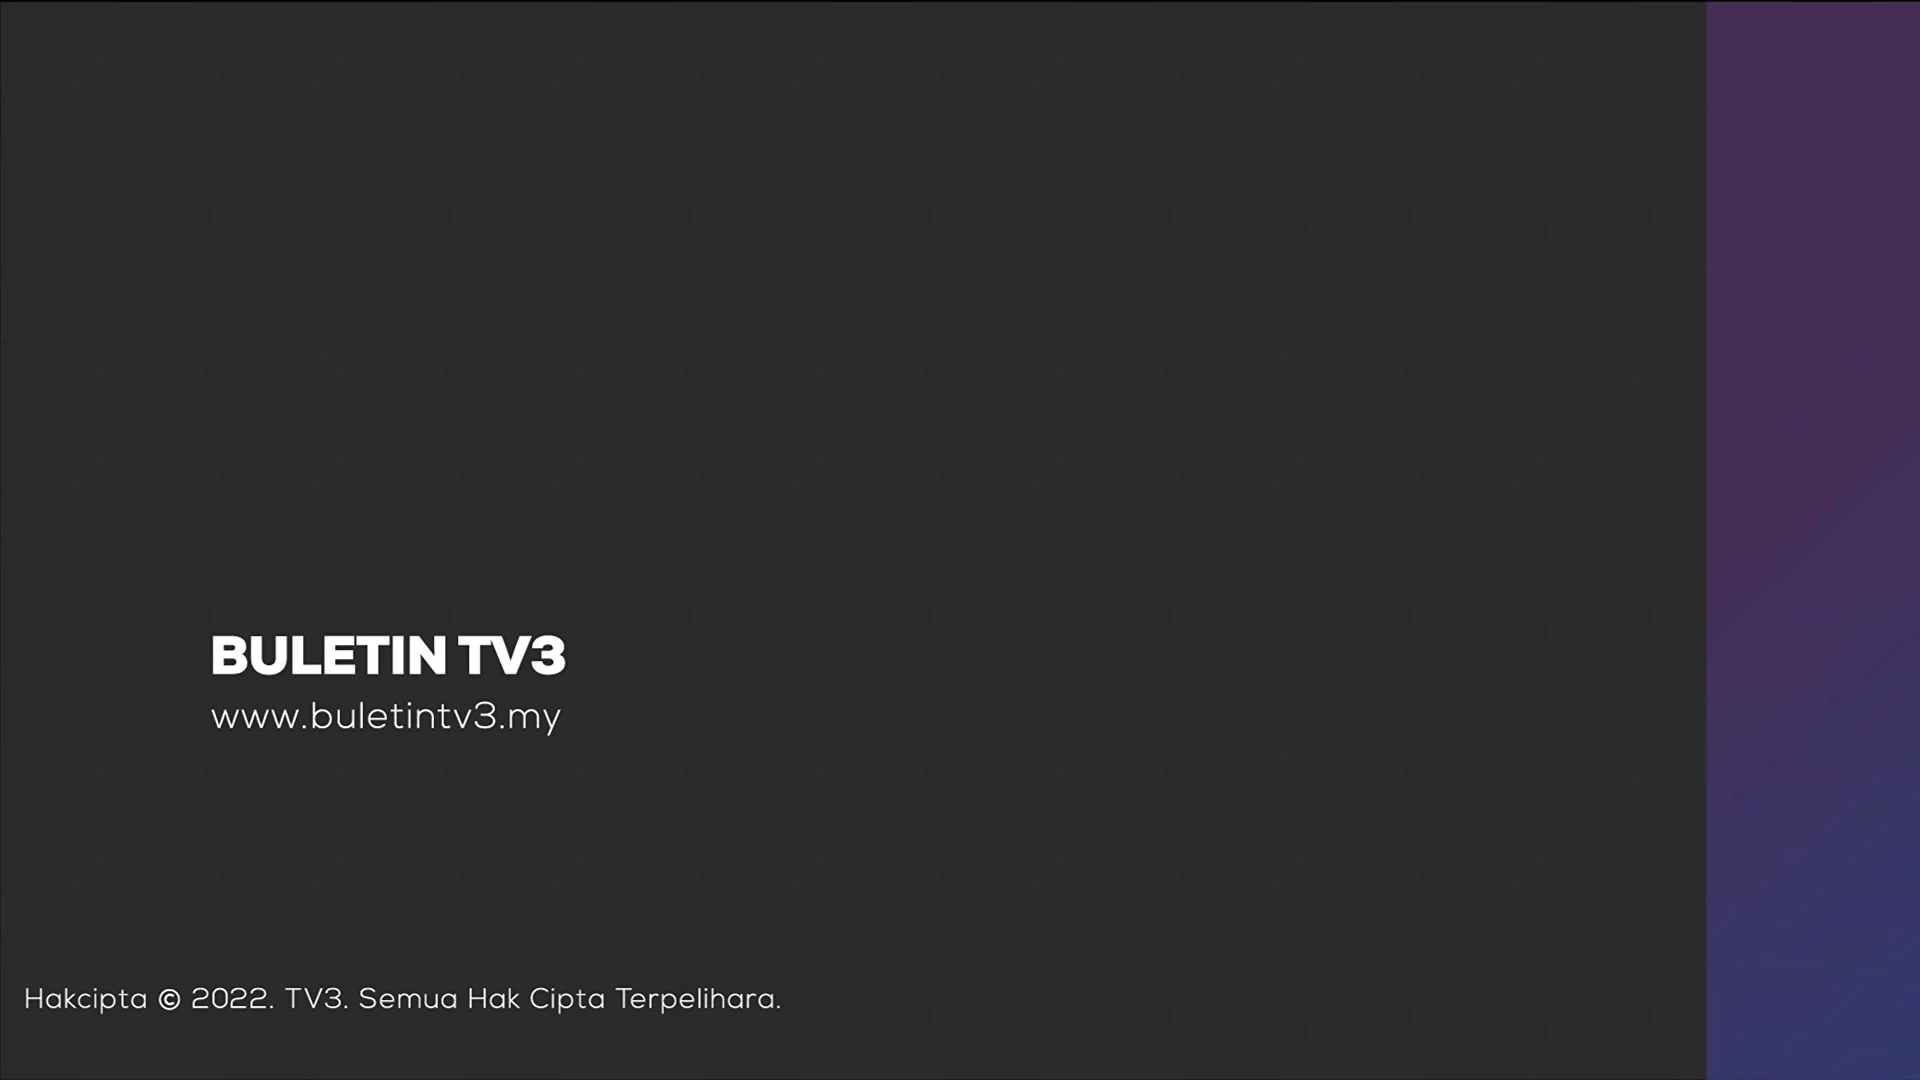 BULETIN TV3
www.buletintv3.my
Hakcipta © 2022. TV3. Semua Hak Cipta Terpelihara.